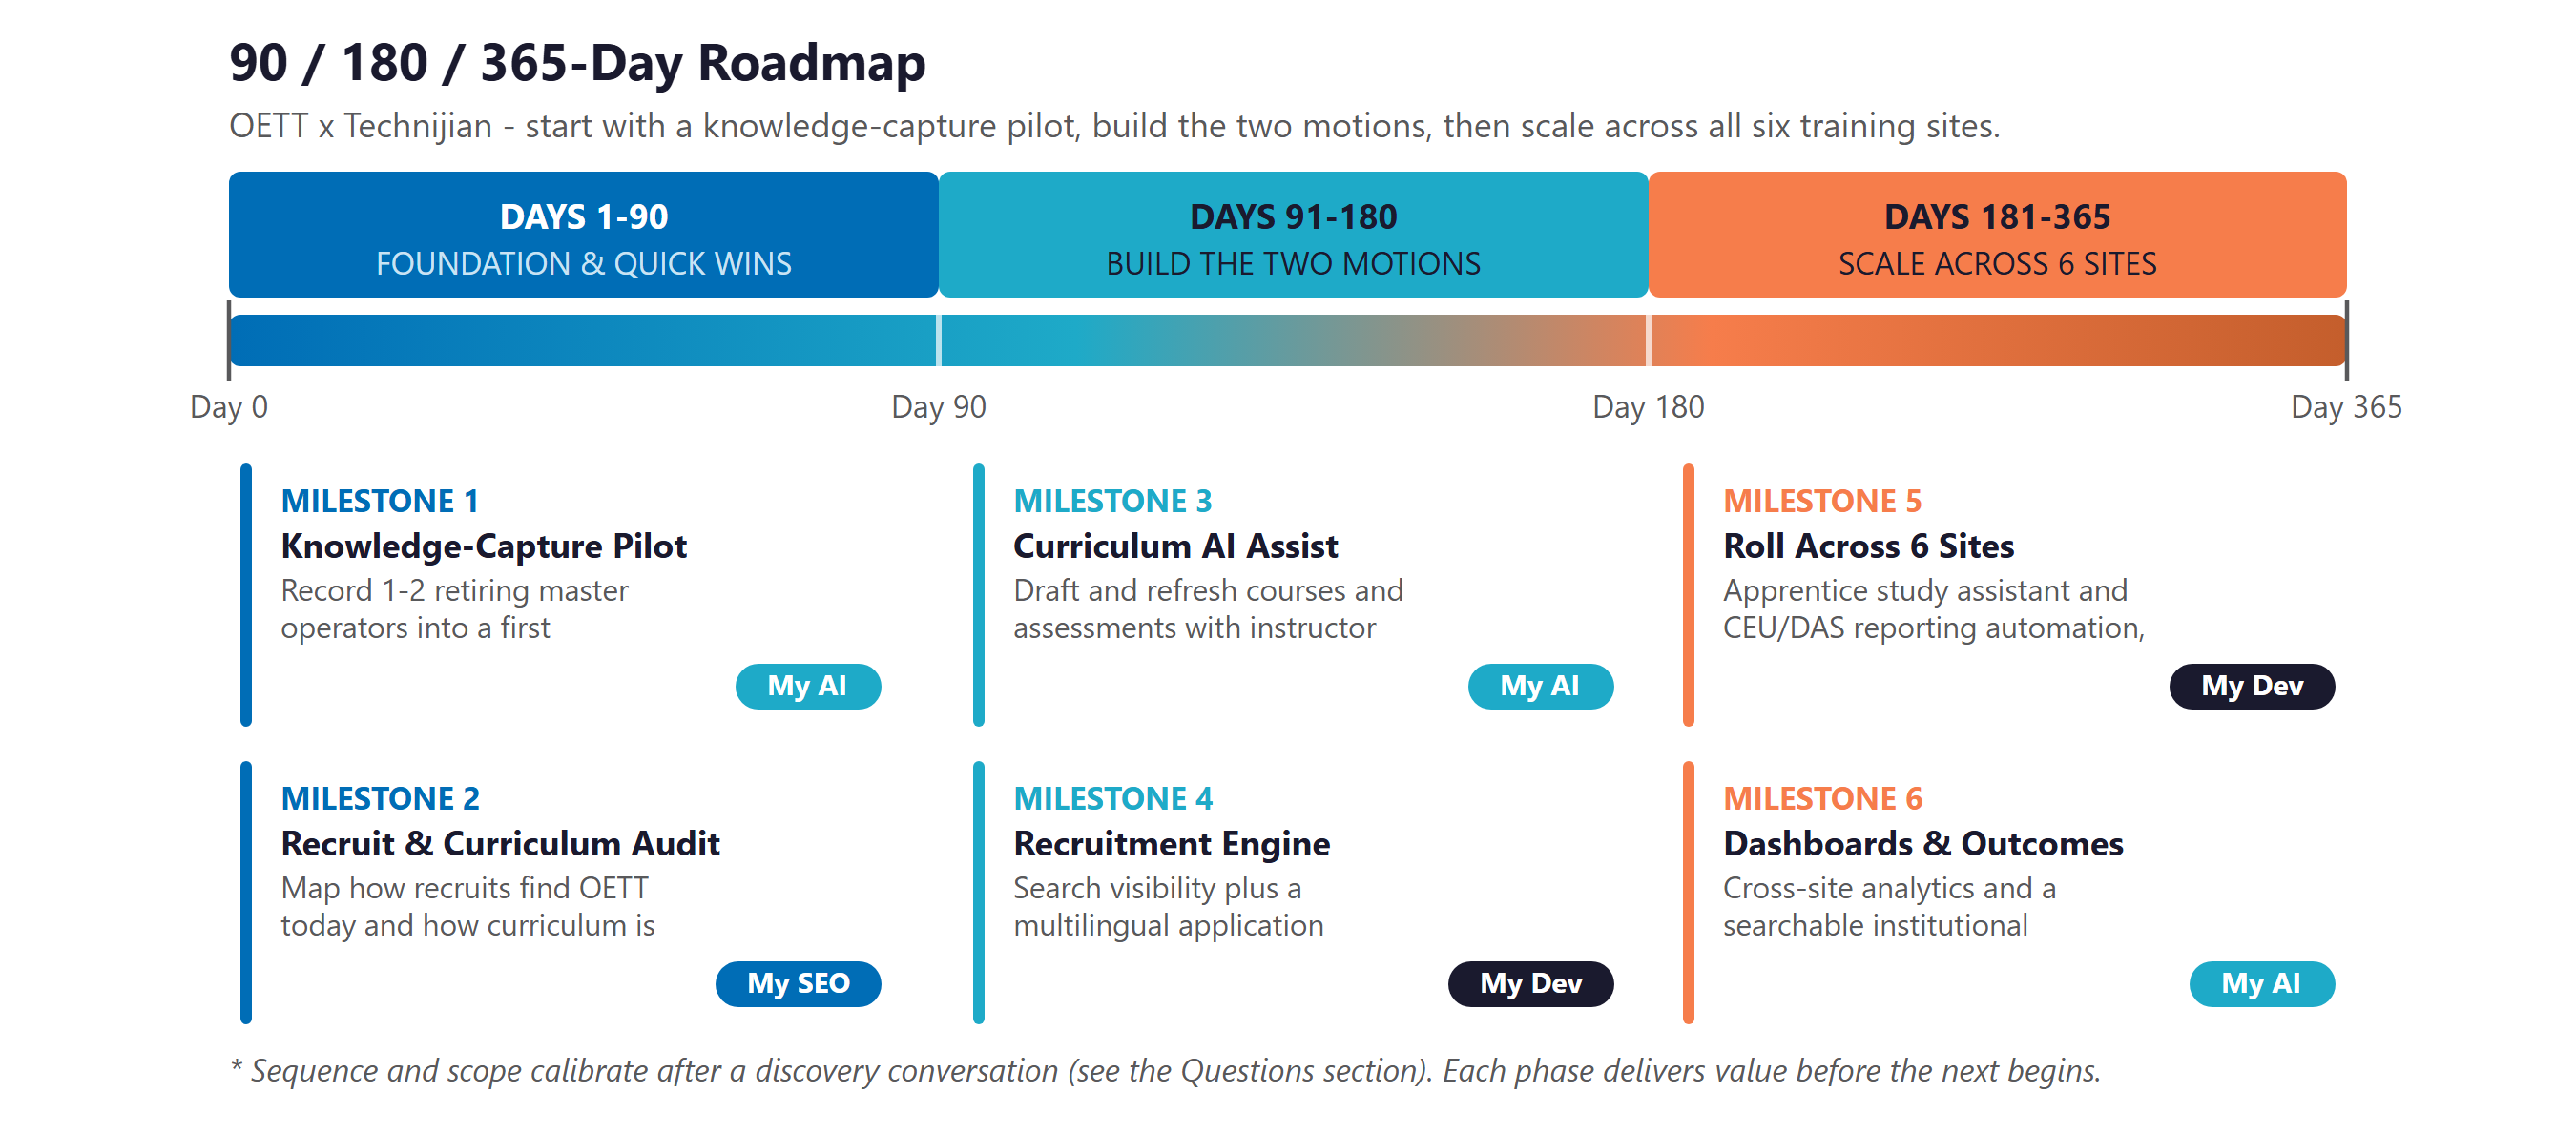 90 / 180 / 365-Day Roadmap
OETT x Technijian - start with a knowledge-capture pilot, build the two motions, then scale across all six training sites.
DAYS 1-90
FOUNDATION & QUICK WINS
DAYS 91-180
BUILD THE TWO MOTIONS
DAYS 181-365
SCALE ACROSS 6 SITES
Day 0
Day 90
Day 180
Day 365
MILESTONE 1
Knowledge-Capture Pilot
Record 1-2 retiring master
operators into a first
My AI
MILESTONE 3
Curriculum AI Assist
Draft and refresh courses and
assessments with instructor
My AI
MILESTONE 5
Roll Across 6 Sites
Apprentice study assistant and
CEU/DAS reporting automation,
My Dev
MILESTONE 2
Recruit & Curriculum Audit
Map how recruits find OETT
today and how curriculum is
My SEO
MILESTONE 4
Recruitment Engine
Search visibility plus a
multilingual application
My Dev
MILESTONE 6
Dashboards & Outcomes
Cross-site analytics and a
searchable institutional
My AI
* Sequence and scope calibrate after a discovery conversation (see the Questions section). Each phase delivers value before the next begins.